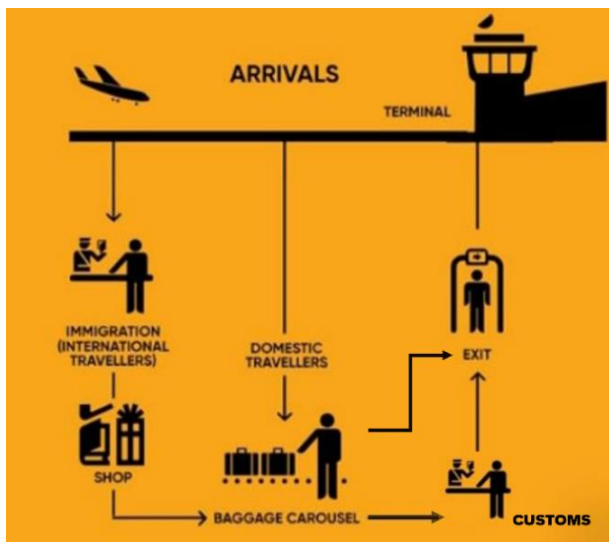 ARRIVALS
TERMINAL
IMMIGRATION
(INTERNATIONAL
TRAVELLERS)
DOMESTIC
TRAVELLERS
EXIT
SHOP
BAGGAGE CAROUSEL
CUSTOMS